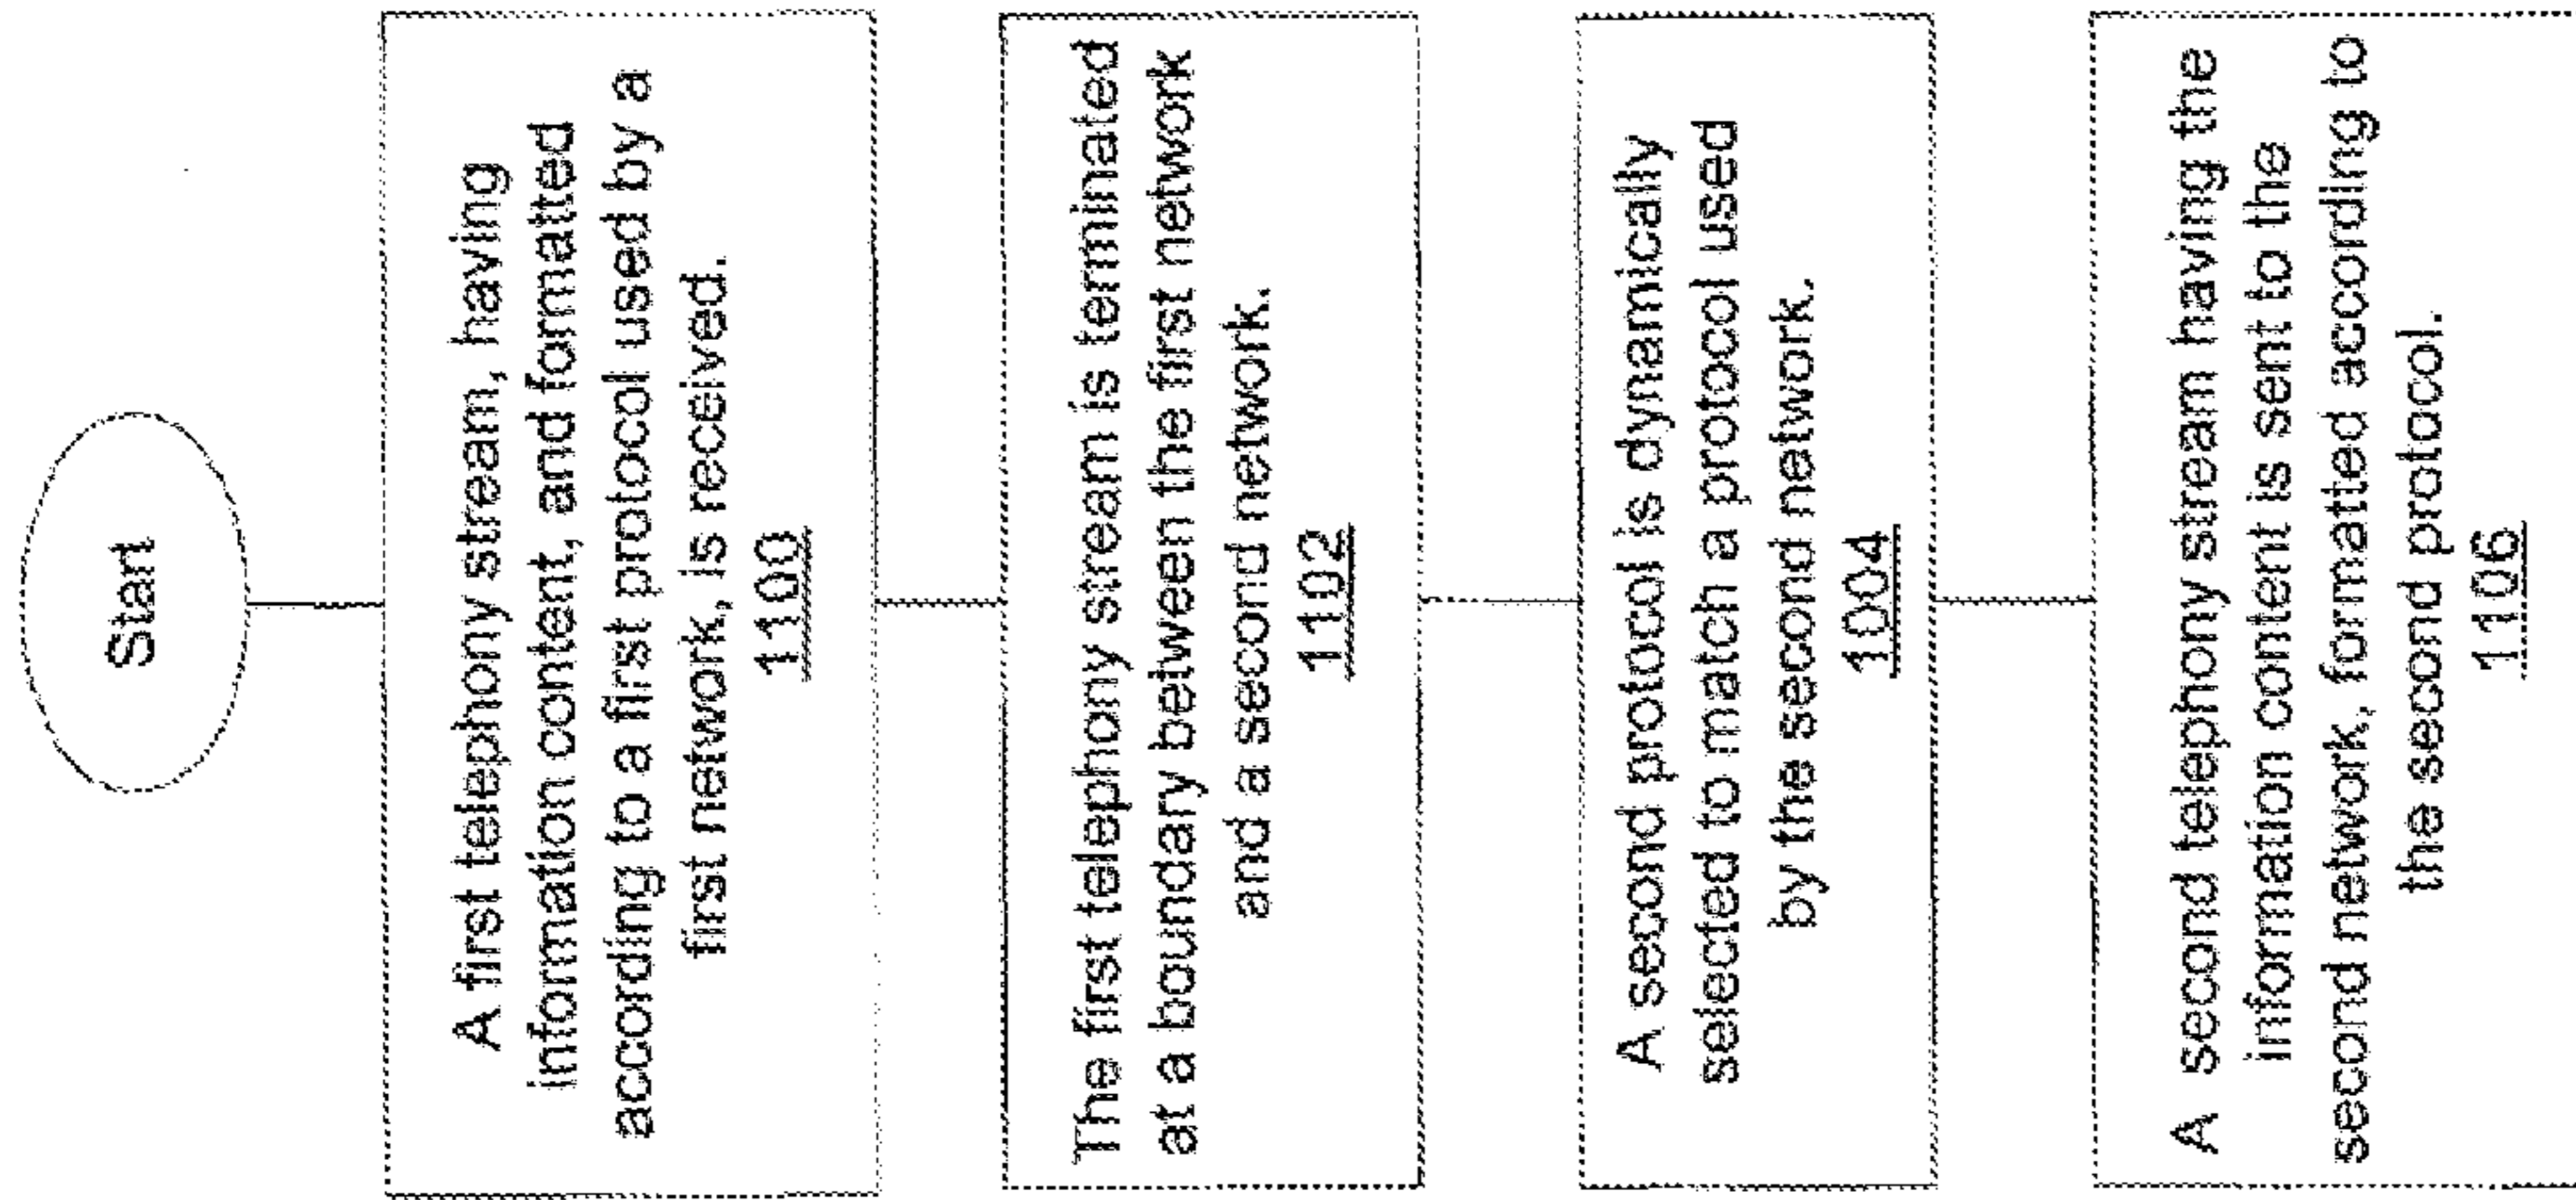 Start
A first telephony stream, having
information content, and formatted
according to a first protocol used by a
first network, is received.
1100
The first telephony stream is terminated
at a boundary between the first network
and a second network.
1102
A second protocol is dynamically
selected to match a protocol used
by the second network.
1004
A second telephony stream having the
information content is sent to the
second network, formatted according to
the second protocol.
1106